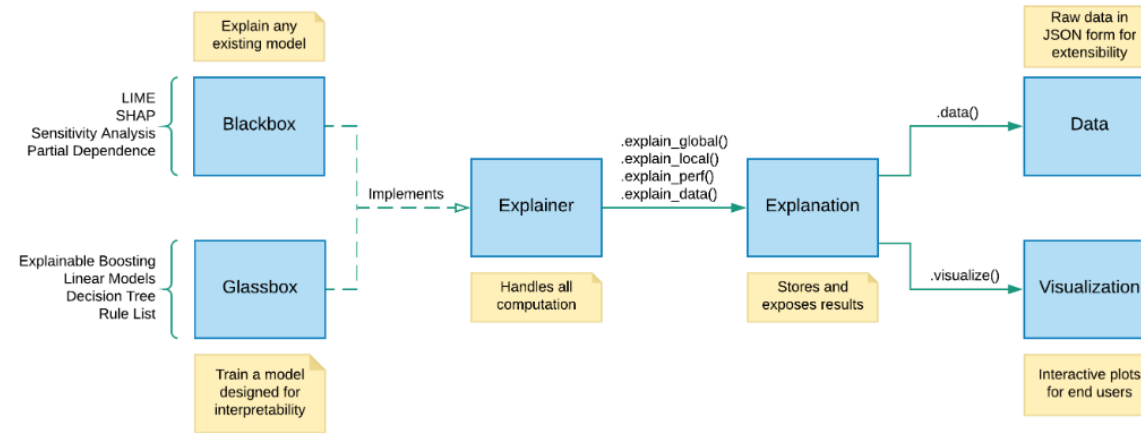 Explain any
existing model
LIME
SHAP
Sensitivity Analysis
Partial Dependence
Blackbox
Explainable Boosting
Linear Models
Decision Tree
Rule List
Glassbox
Train a model
designed for
interpretability
Implements
Explainer
Handles all
computation
.explain_global()
.explain_local()
.explain_perf()
.explain_data()
Explanation
Stores and
exposes results
.data()
.visualize()
Raw data in
JSON form for
extensibility
Data
Visualization
Interactive plots
for end users